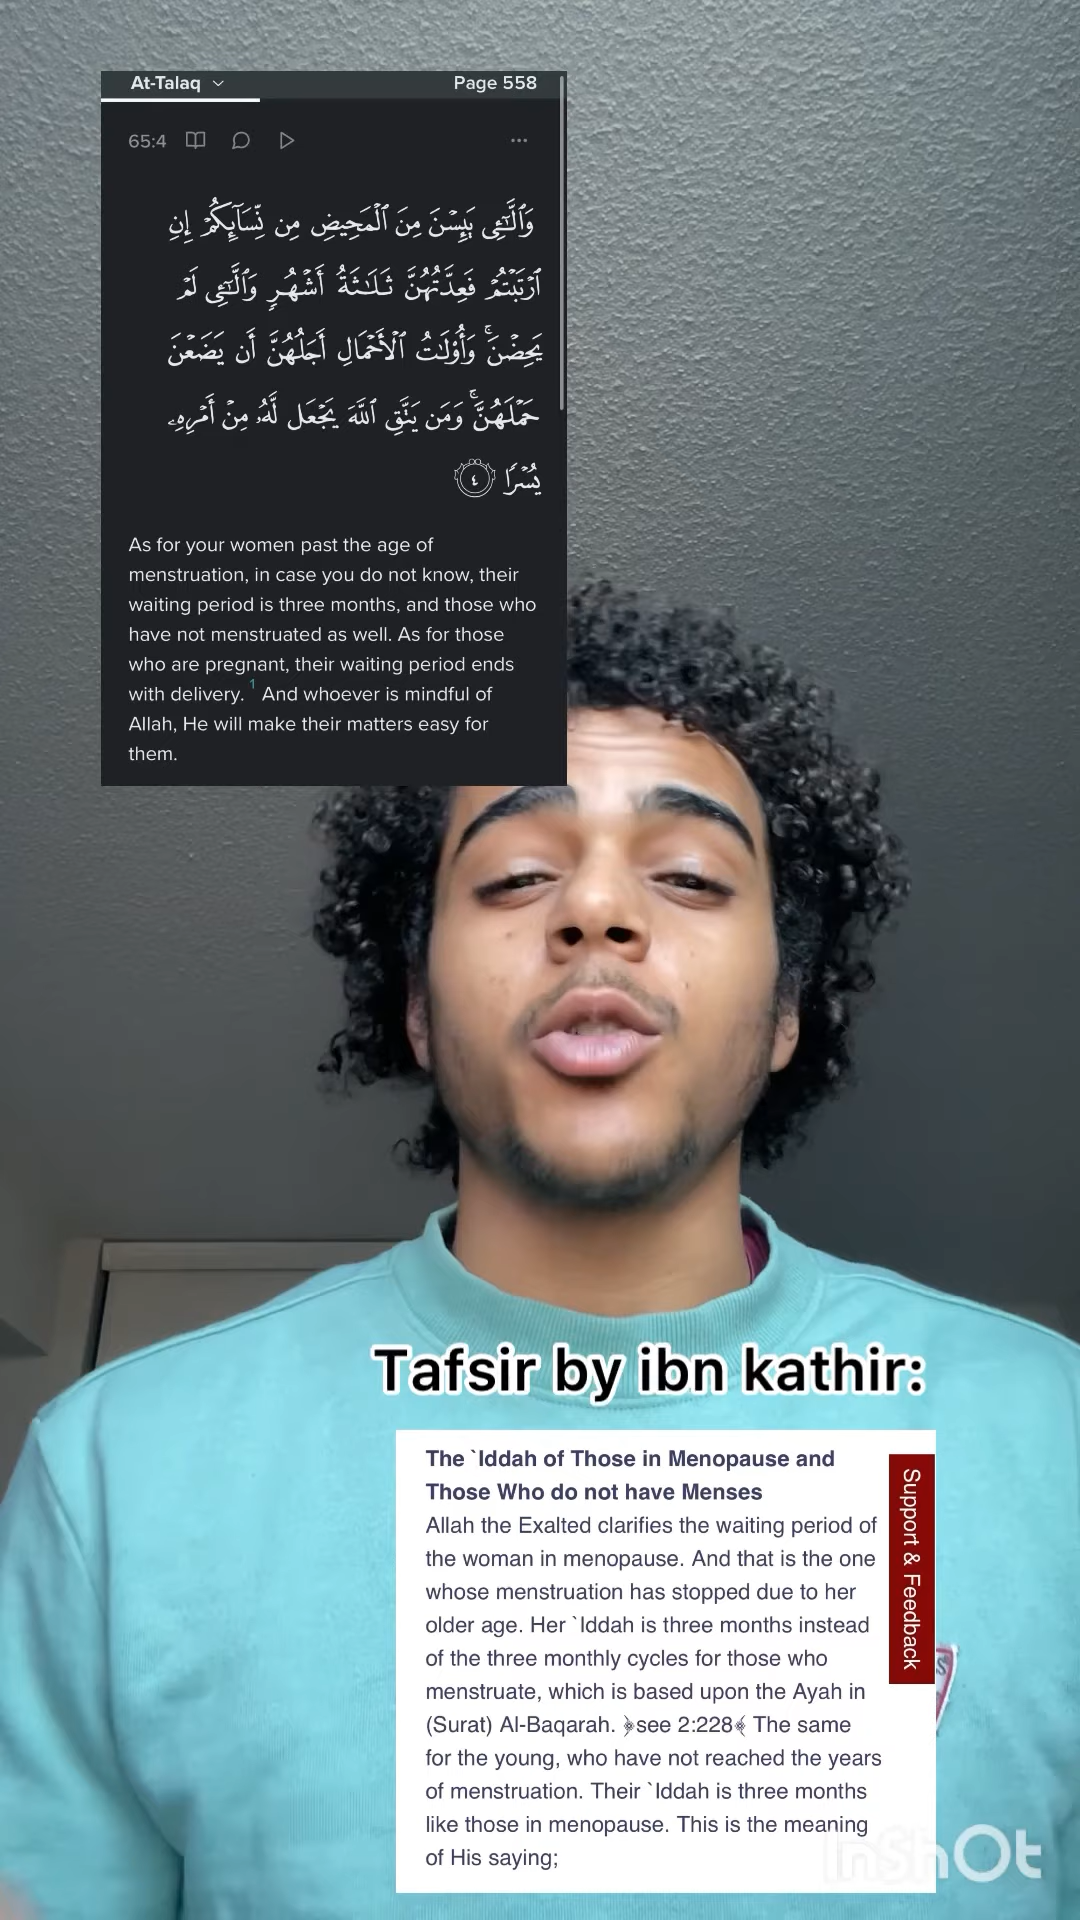 At-Talaq
Page 558
65:4
وَٱلَّـٰٓـِٔى يَئِسْنَ مِنَ ٱلْمَحِيضِ مِن نِّسَآئِكُمْ إِنِ
ٱرْتَبْتُمْ فَعِدَّتُهُنَّ ثَلَـٰثَةُ أَشْهُرٍ وَٱلَّـٰٓـِٔى لَمْ
يَحِضْنَ ۚ وَأُو۟لَـٰتُ ٱلْأَحْمَالِ أَجَلُهُنَّ أَن يَضَعْنَ
حَمْلَهُنَّ ۚ وَمَن يَتَّقِ ٱللَّهَ يَجْعَل لَّهُۥ مِنْ أَمْرِهِۦ
يُسْرًا ٤
As for your women past the age of
menstruation, in case you do not know, their
waiting period is three months, and those who
have not menstruated as well. As for those
who are pregnant, their waiting period ends
with delivery. 1 And whoever is mindful of
Allah, He will make their matters easy for
them.
Tafsir by ibn kathir:
The `Iddah of Those in Menopause and
Those Who do not have Menses
Allah the Exalted clarifies the waiting period of
the woman in menopause. And that is the one
whose menstruation has stopped due to her
older age. Her `Iddah is three months instead
of the three monthly cycles for those who
menstruate, which is based upon the Ayah in
(Surat) Al-Baqarah. ﴿see 2:228﴾ The same
for the young, who have not reached the years
of menstruation. Their `Iddah is three months
like those in menopause. This is the meaning
of His saying;
Support & Feedback
InShOt